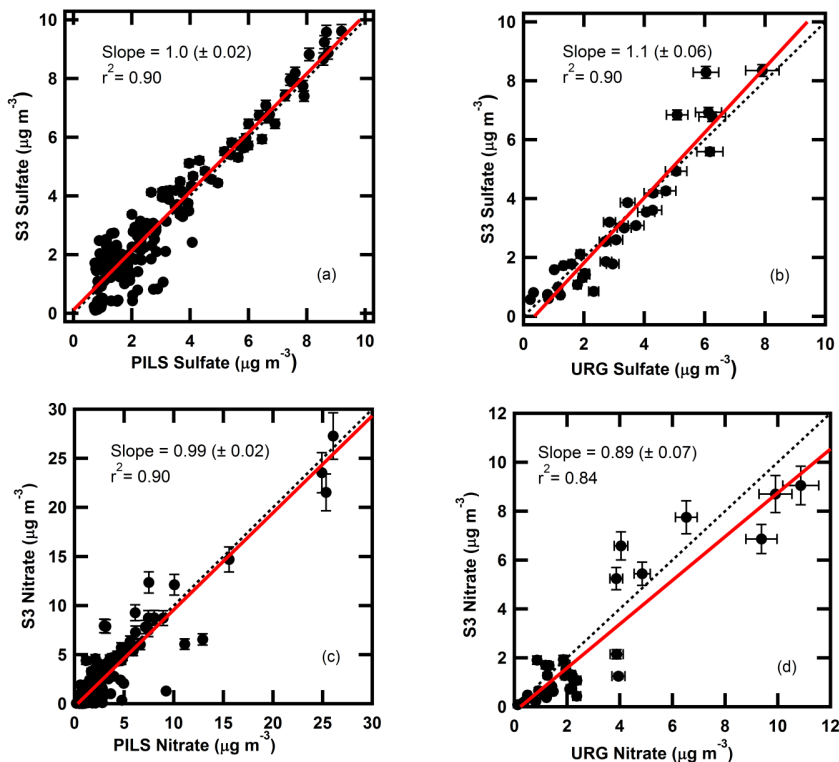 10
8
6
4
2
0
S3 Sulfate (μg m⁻³)
Slope = 1.0 (± 0.02)
r² = 0.90
(a)
0 2 4 6 8 10
PILS Sulfate (μg m⁻³)
10
8
6
4
2
0
S3 Sulfate (μg m⁻³)
Slope = 1.1 (± 0.06)
r² = 0.90
(b)
0 2 4 6 8 10
URG Sulfate (μg m⁻³)
30
25
20
15
10
5
0
S3 Nitrate (μg m⁻³)
Slope = 0.99 (± 0.02)
r² = 0.90
(c)
0 5 10 15 20 25 30
PILS Nitrate (μg m⁻³)
12
10
8
6
4
2
0
S3 Nitrate (μg m⁻³)
Slope = 0.89 (± 0.07)
r² = 0.84
(d)
0 2 4 6 8 10 12
URG Nitrate (μg m⁻³)